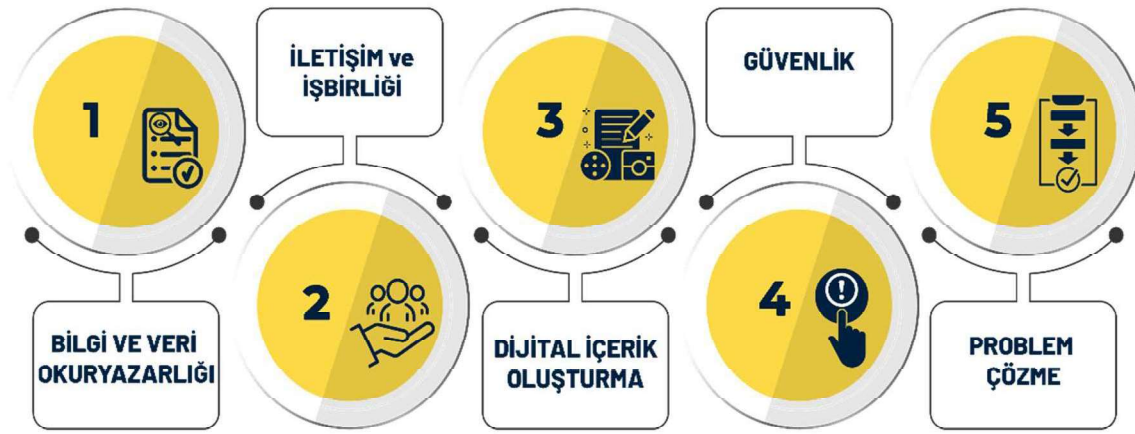 1
BİLGİ VE VERİ
OKURYAZARLIĞI
İLETİŞİM ve
İŞBİRLİĞİ
2
3
DİJİTAL İÇERİK
OLUŞTURMA
GÜVENLİK
4
5
PROBLEM
ÇÖZME